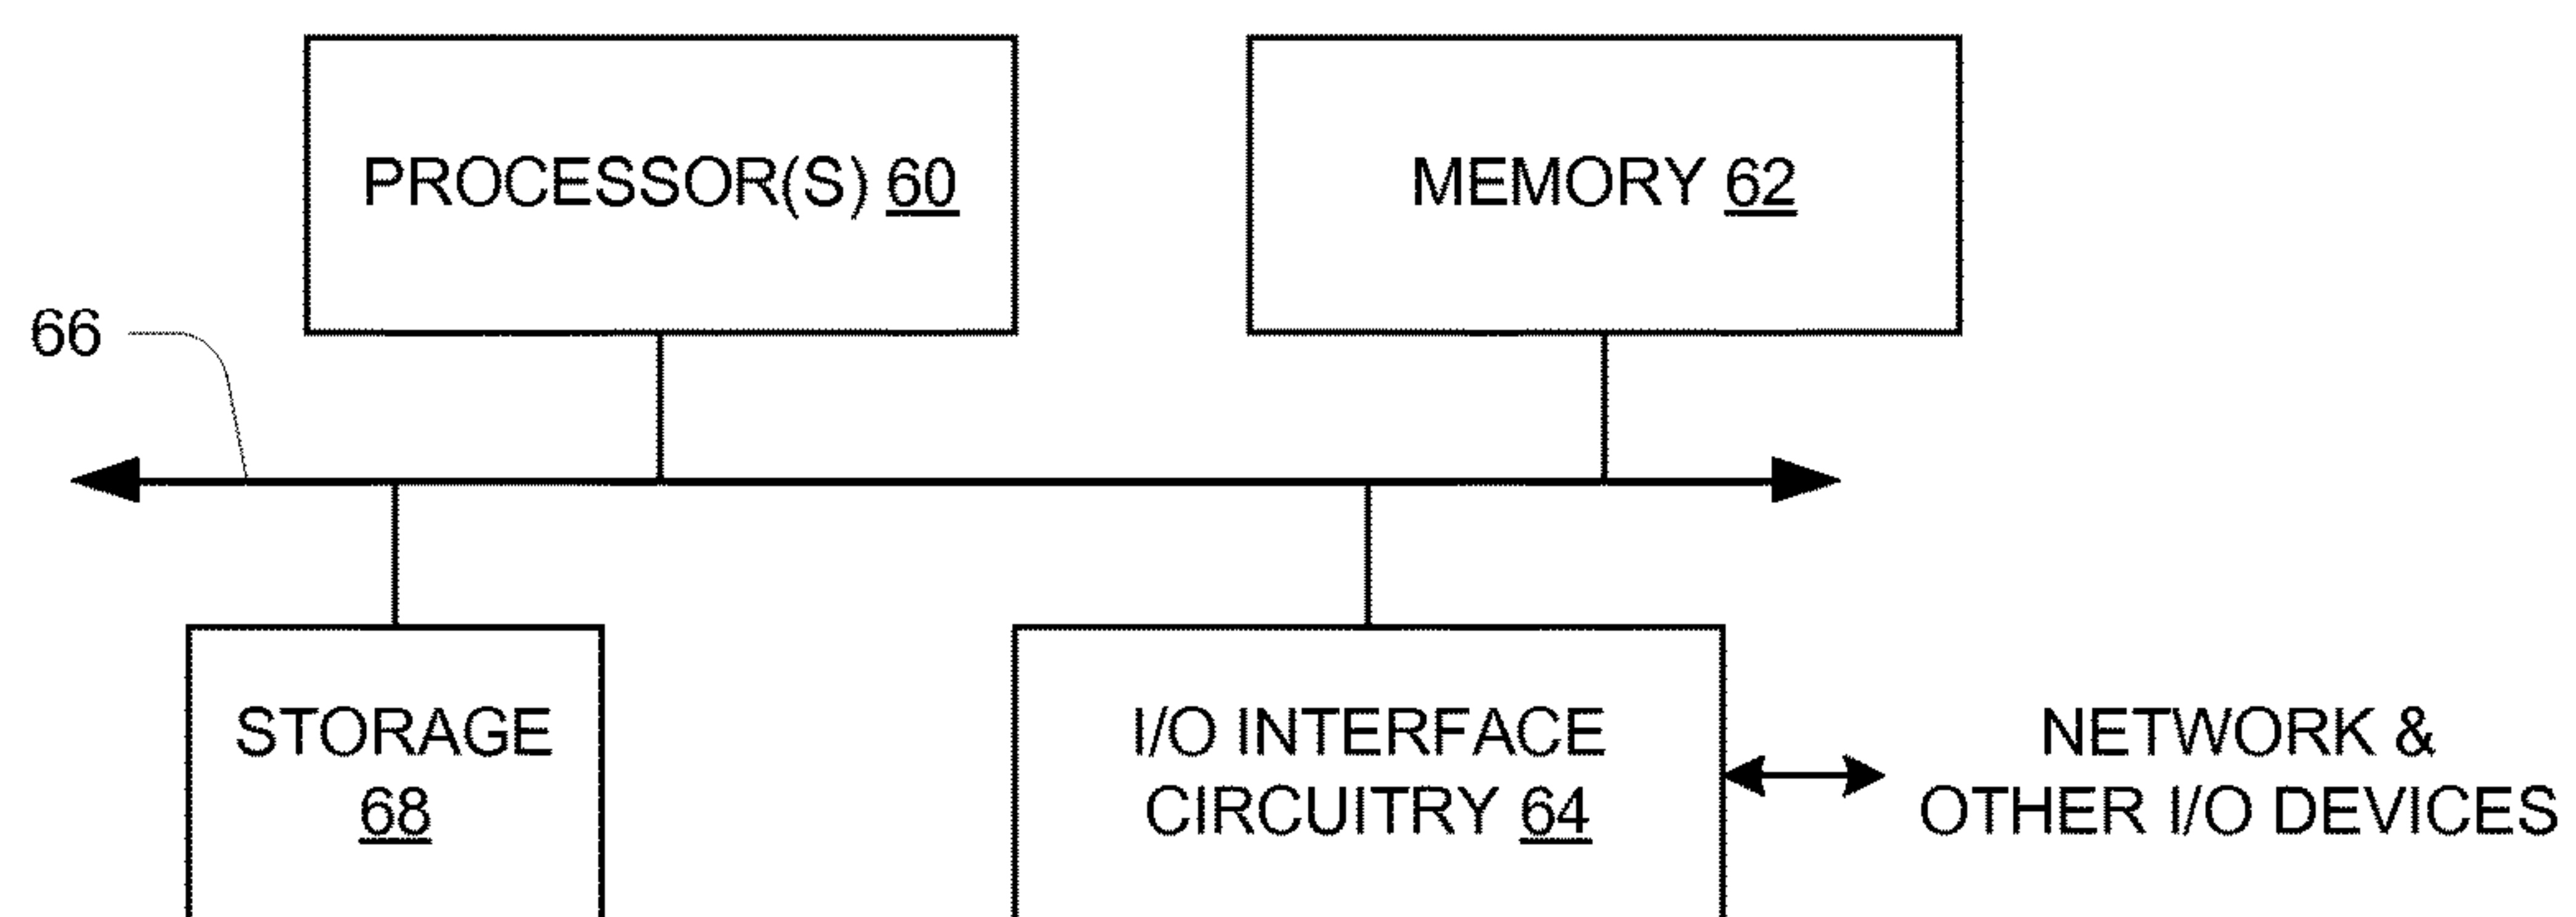 PROCESSOR(S) 60
MEMORY 62
66
STORAGE
68
I/O INTERFACE
CIRCUITRY 64
NETWORK &
OTHER I/O DEVICES